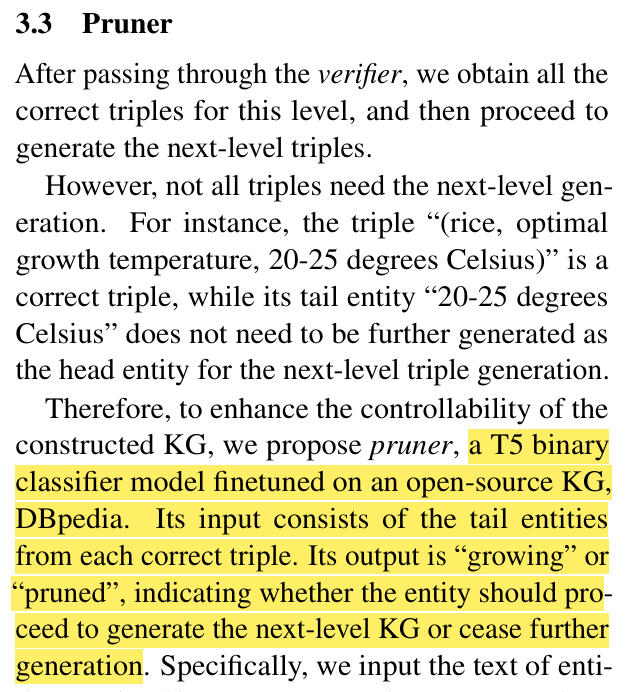 3.3 Pruner
After passing through the verifier, we obtain all the
correct triples for this level, and then proceed to
generate the next-level triples.
However, not all triples need the next-level gen-
eration. For instance, the triple “(rice, optimal
growth temperature, 20-25 degrees Celsius)” is a
correct triple, while its tail entity “20-25 degrees
Celsius” does not need to be further generated as
the head entity for the next-level triple generation.
Therefore, to enhance the controllability of the
constructed KG, we propose pruner, a T5 binary
classifier model finetuned on an open-source KG,
DBpedia. Its input consists of the tail entities
from each correct triple. Its output is “growing” or
“pruned”, indicating whether the entity should pro-
ceed to generate the next-level KG or cease further
generation. Specifically, we input the text of enti-